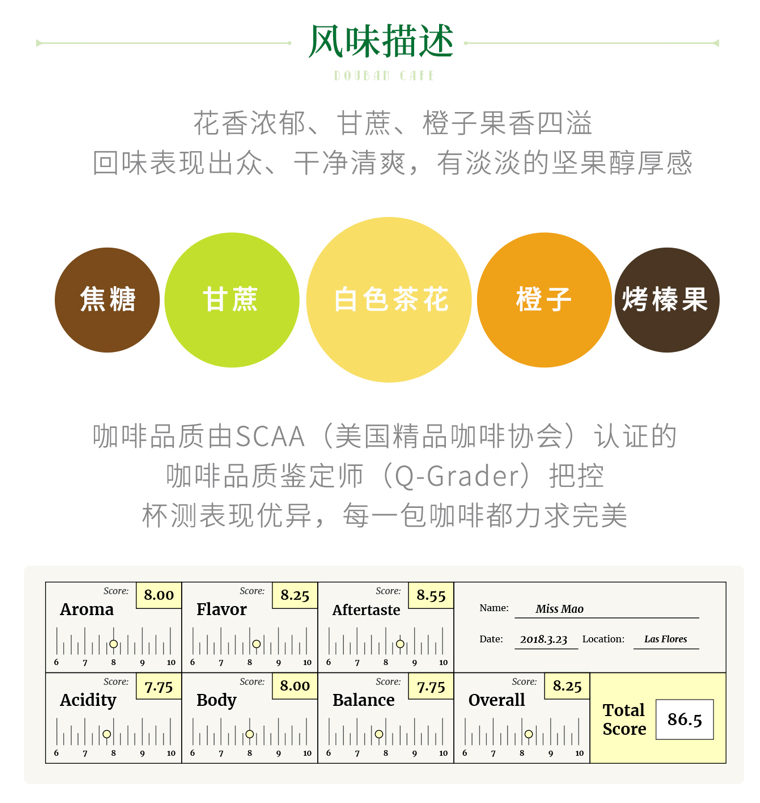 风味描述
DOUBAN CAFE
花香浓郁、甘蔗、橙子果香四溢
回味表现出众、干净清爽，有淡淡的坚果醇厚感
焦糖 甘蔗 白色茶花 橙子 烤榛果
咖啡品质由SCAA（美国精品咖啡协会）认证的
咖啡品质鉴定师（Q-Grader）把控
杯测表现优异，每一包咖啡都力求完美
Score: 8.00 Score: 8.25 Score: 8.55
Aroma Flavor Aftertaste Name: Miss Mao
Date: 2018.3.23 Location: Las Flores
6 7 8 9 10 6 7 8 9 10 6 7 8 9 10
Score: 7.75 Score: 8.00 Score: 7.75 Score: 8.25
Acidity Body Balance Overall Total
Score 86.5
6 7 8 9 10 6 7 8 9 10 6 7 8 9 10 6 7 8 9 10